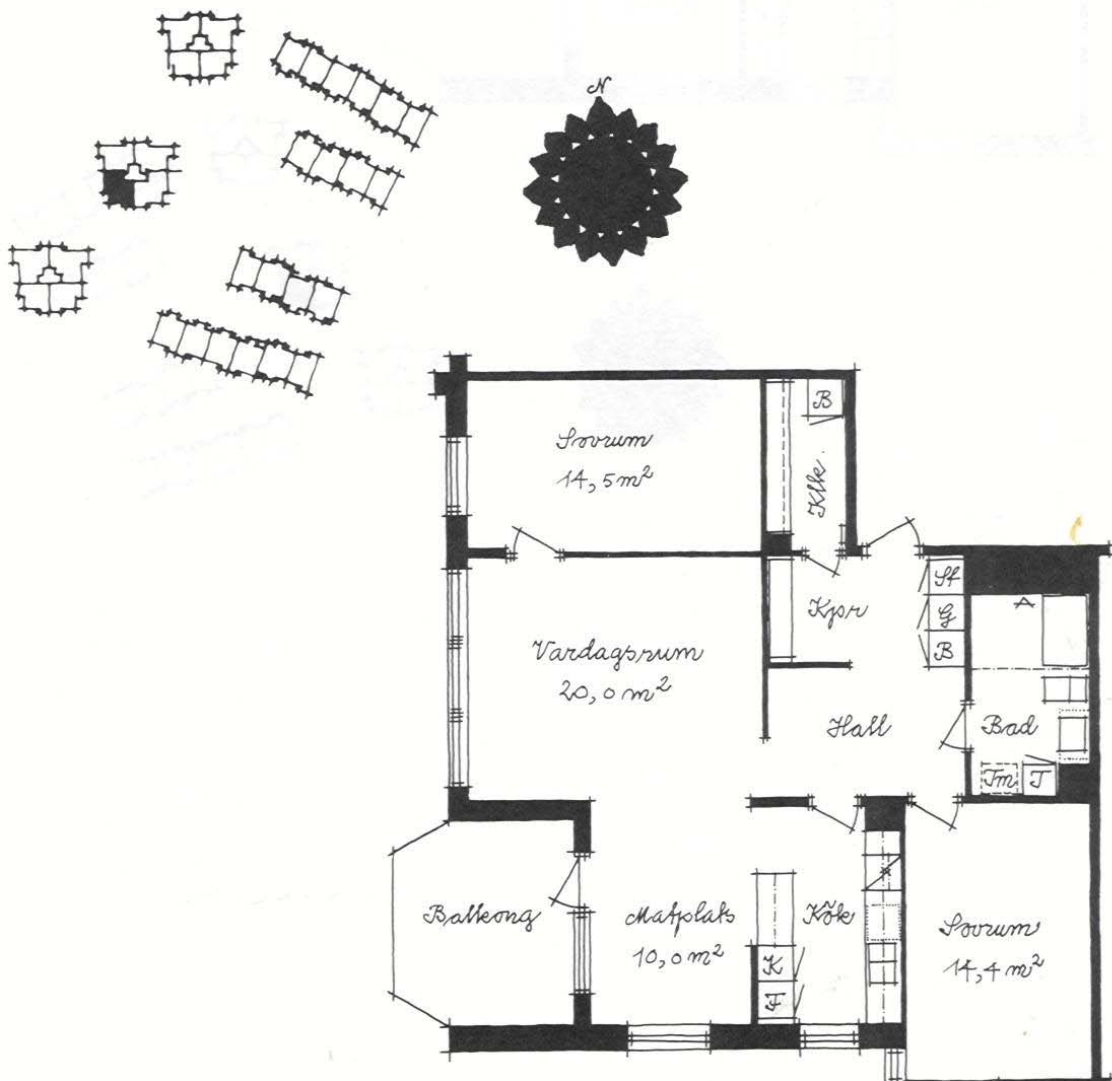 N
B
Sovrum
14,5 m²
Klk.
St
G
B
Kpr
Vardagsrum
20,0 m²
Hall
Bad
Tm
T
Balkong
Matplats
10,0 m²
Kök
K
F
Sovrum
14,4 m²